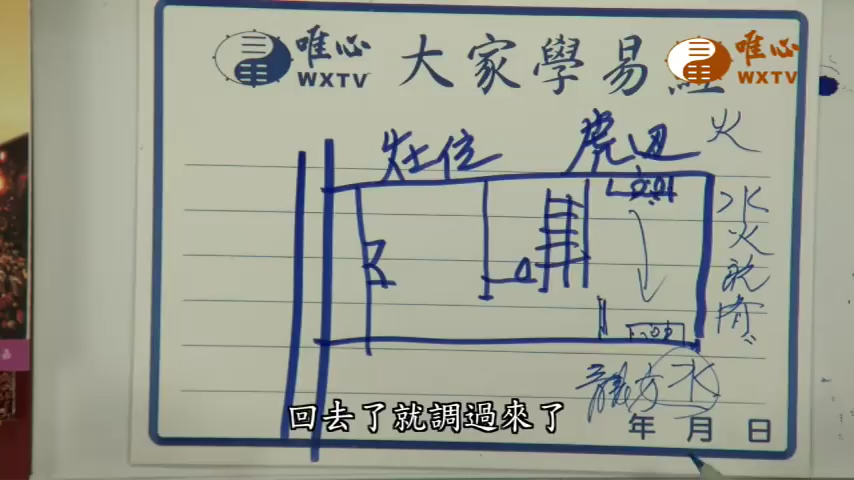 唯心 WXTV 大家學易經
唯心 WXTV
灶位 虎边 火
水火既濟
龍方 水
回去了就調過來了
年 月 日